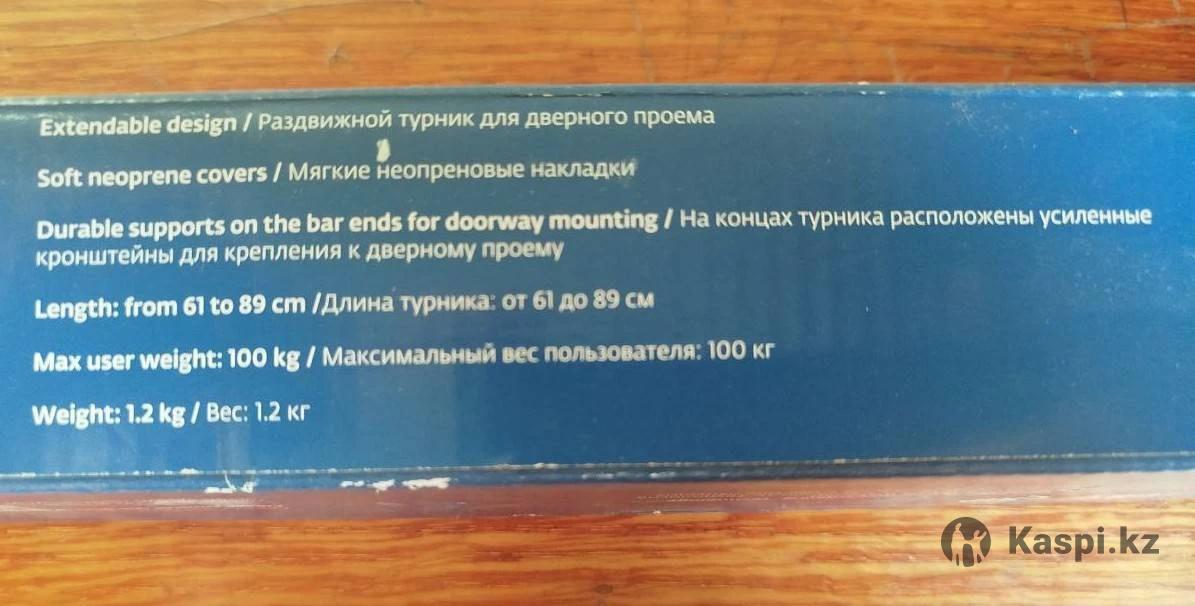 Extendable design / Раздвижной турник для дверного проема
Soft neoprene covers / Мягкие неопреновые накладки
Durable supports on the bar ends for doorway mounting / На концах турника расположены усиленные
кронштейны для крепления к дверному проему
Length: from 61 to 89 cm /Длина турника: от 61 до 89 см
Max user weight: 100 kg / Максимальный вес пользователя: 100 кг
Weight: 1.2 kg / Вес: 1.2 кг
Kaspi.kz